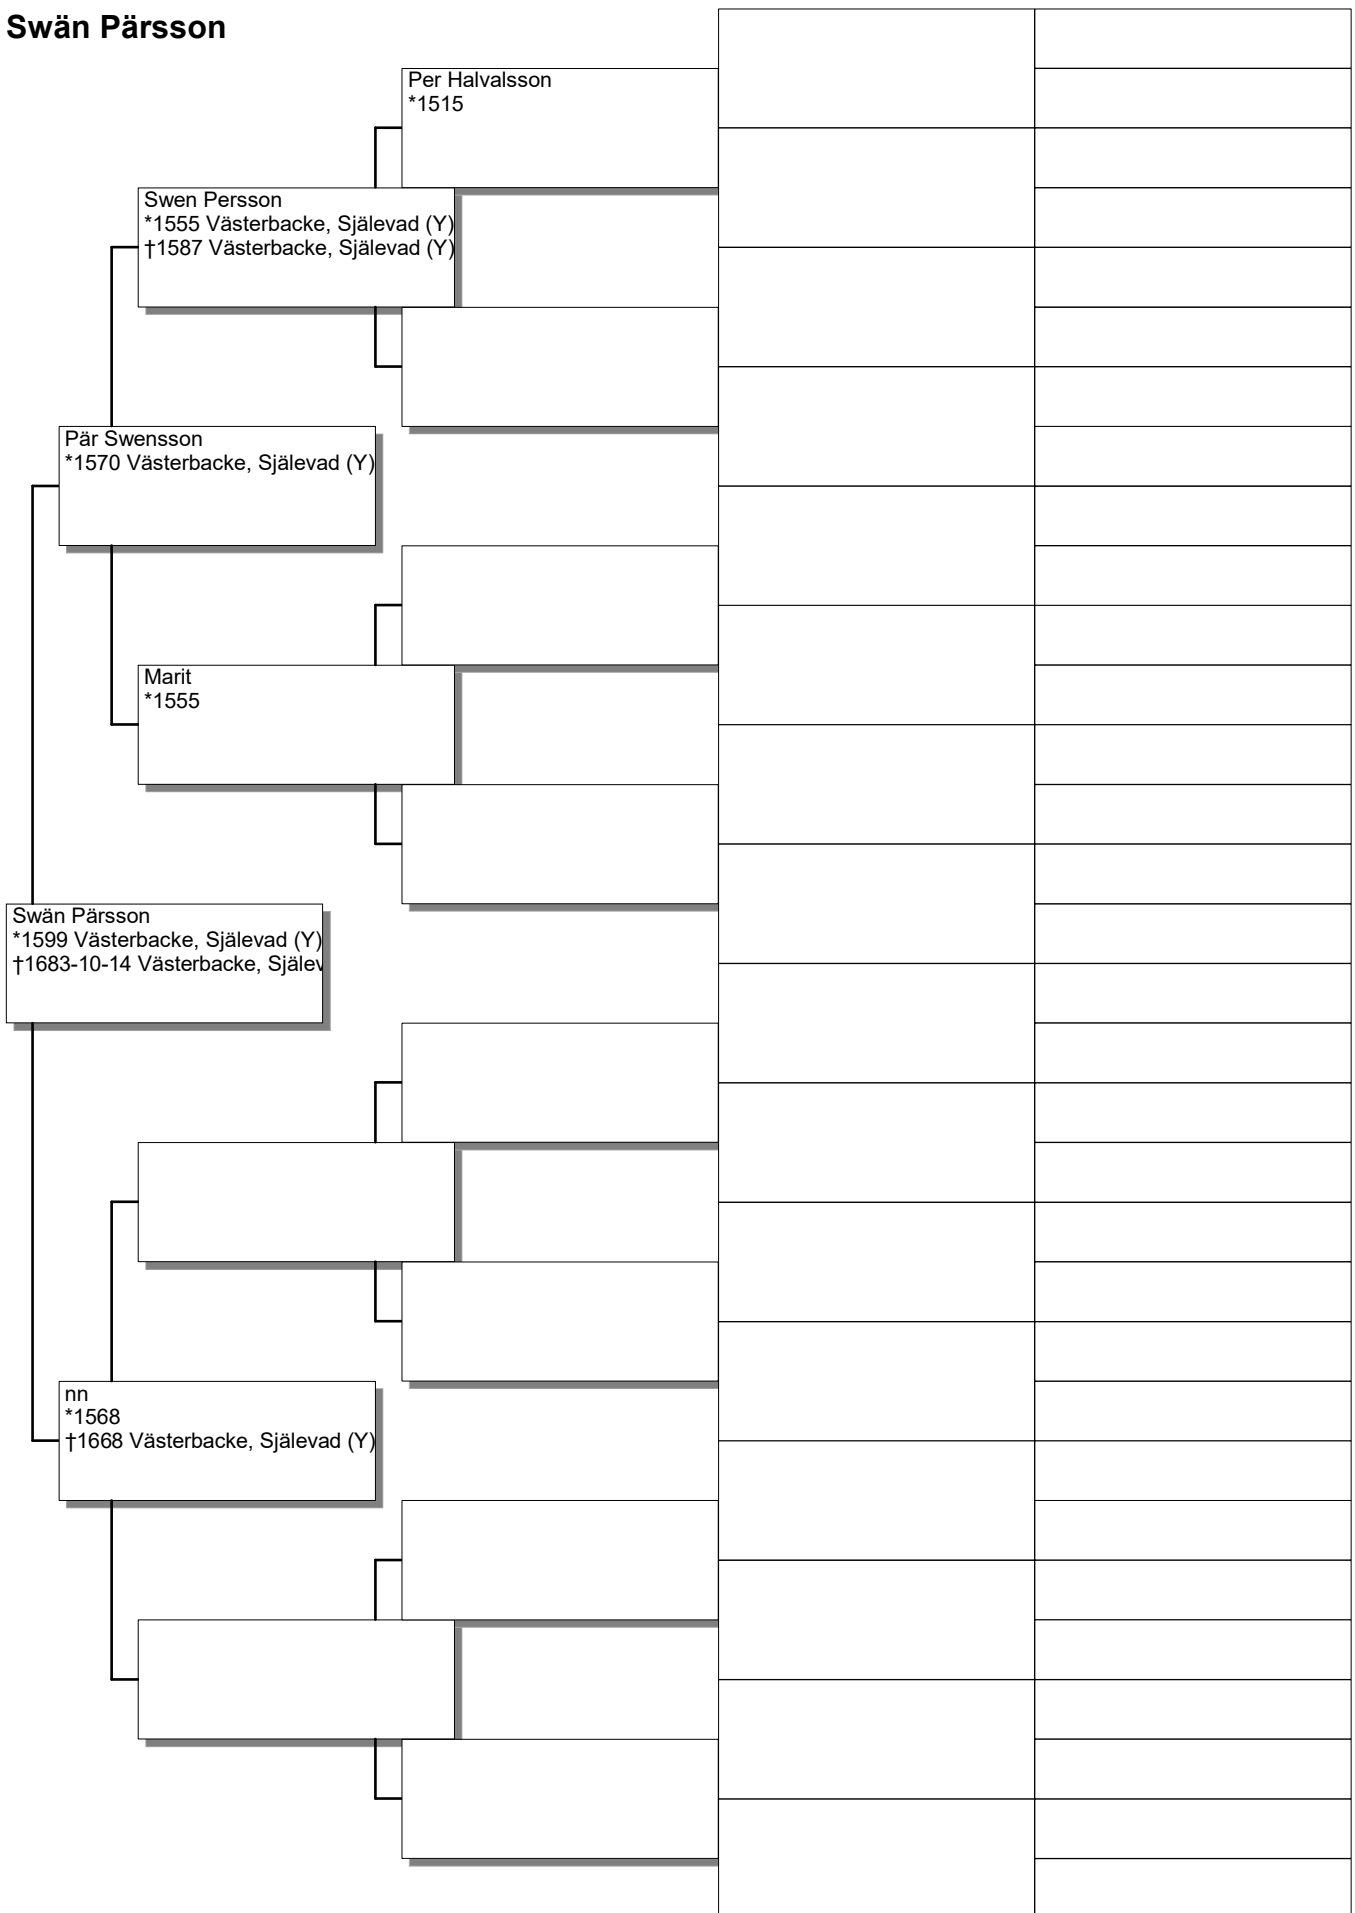 Swän Pärsson
Per Halvalsson
*1515
Swen Persson
*1555 Västerbacke, Själevad (Y)
†1587 Västerbacke, Själevad (Y)
Pär Swensson
*1570 Västerbacke, Själevad (Y)
Marit
*1555
Swän Pärsson
*1599 Västerbacke, Själevad (Y)
†1683-10-14 Västerbacke, Själev
nn
*1568
†1668 Västerbacke, Själevad (Y)